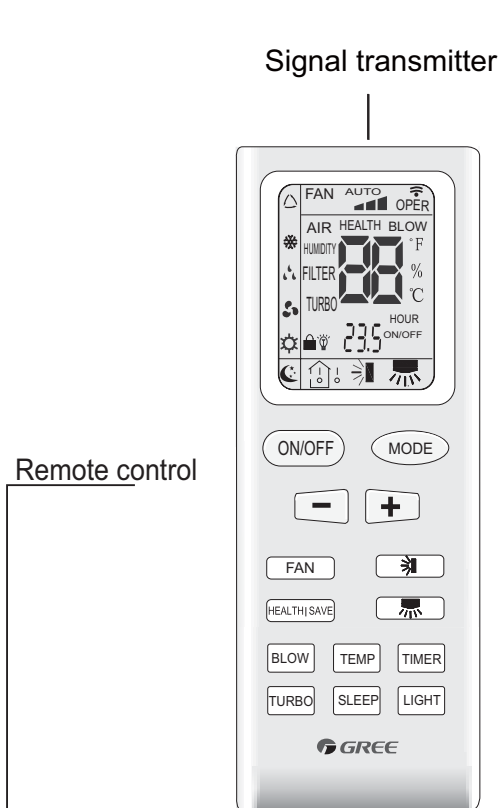 Signal transmitter
FAN AUTO OPER
AIR HEALTH BLOW
HUMIDITY 88 °F
FILTER %
TURBO °C
HOUR
23.5 ON/OFF
Remote control
ON/OFF MODE
- +
FAN
HEALTH|SAVE
BLOW TEMP TIMER
TURBO SLEEP LIGHT
GREE